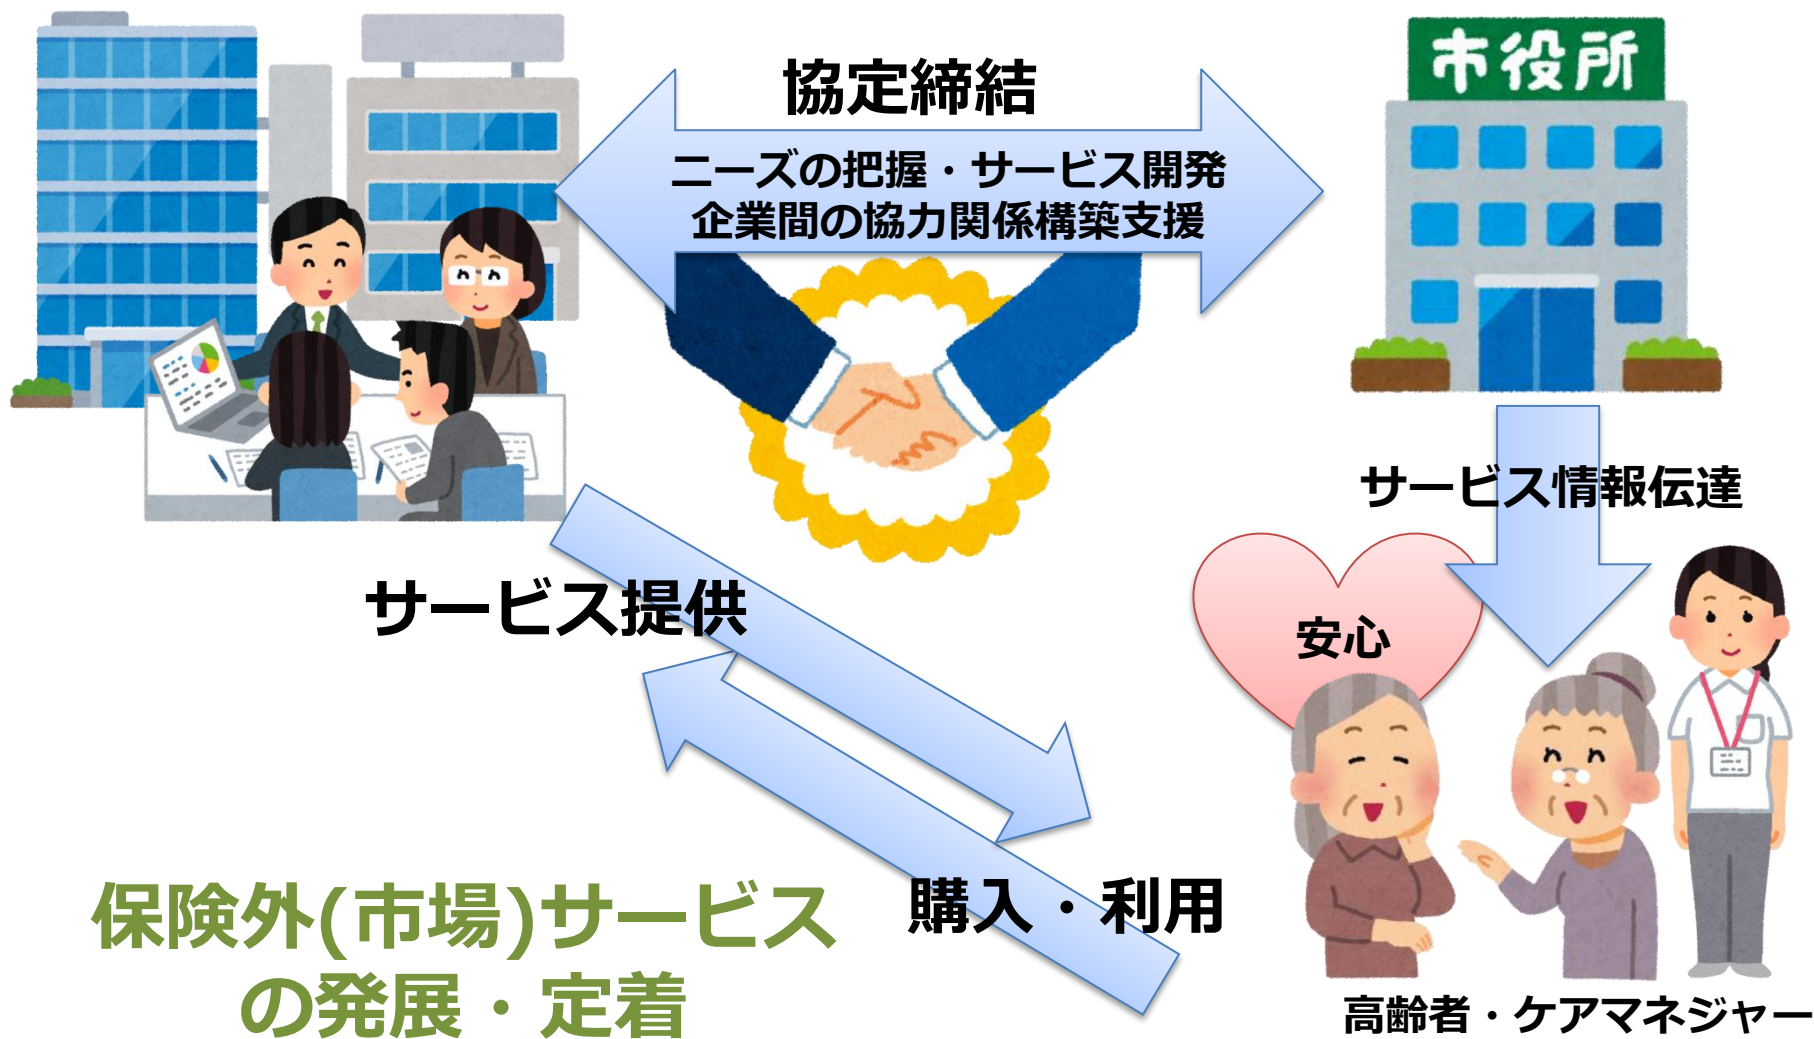 協定締結
市役所
ニーズの把握・サービス開発
企業間の協力関係構築支援
サービス情報伝達
サービス提供
安心
購入・利用
保険外(市場)サービス
の発展・定着
高齢者・ケアマネジャー